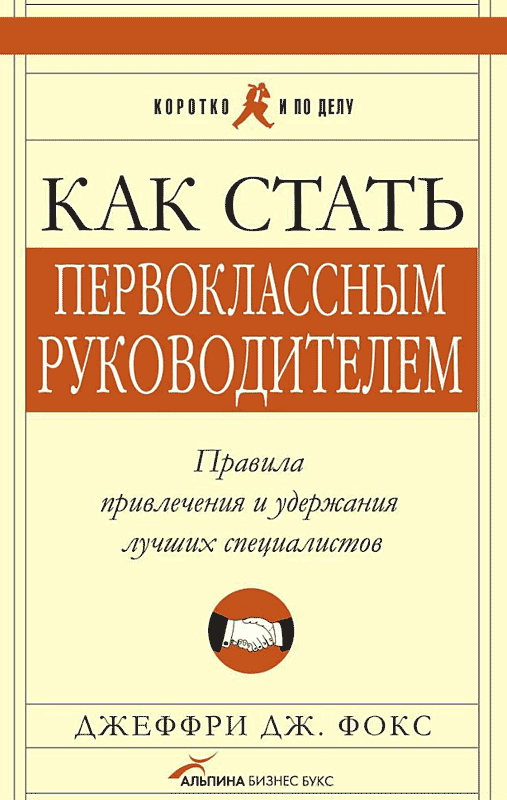 КОРОТКО И ПО ДЕЛУ
КАК СТАТЬ
ПЕРВОКЛАССНЫМ
РУКОВОДИТЕЛЕМ
Правила
привлечения и удержания
лучших специалистов
ДЖЕФФРИ ДЖ. ФОКС
АЛЬПИНА БИЗНЕС БУКС